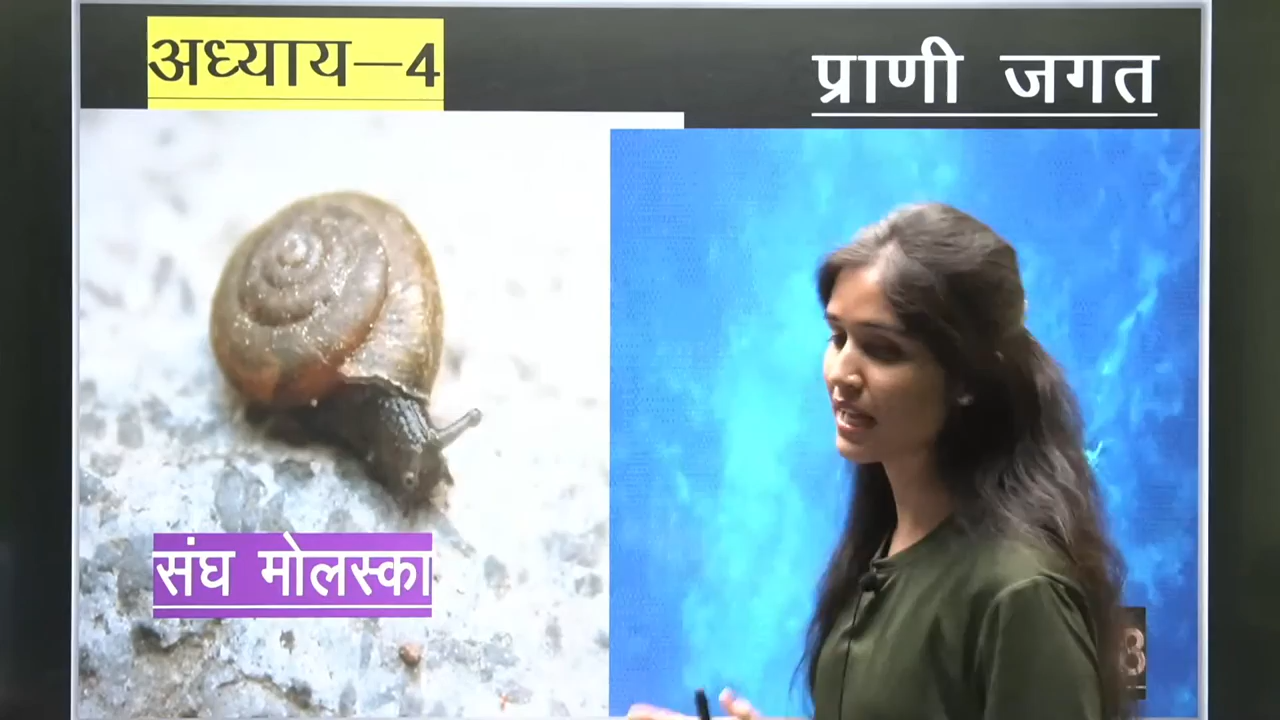 अध्याय–4
प्राणी जगत
संघ मोलस्का